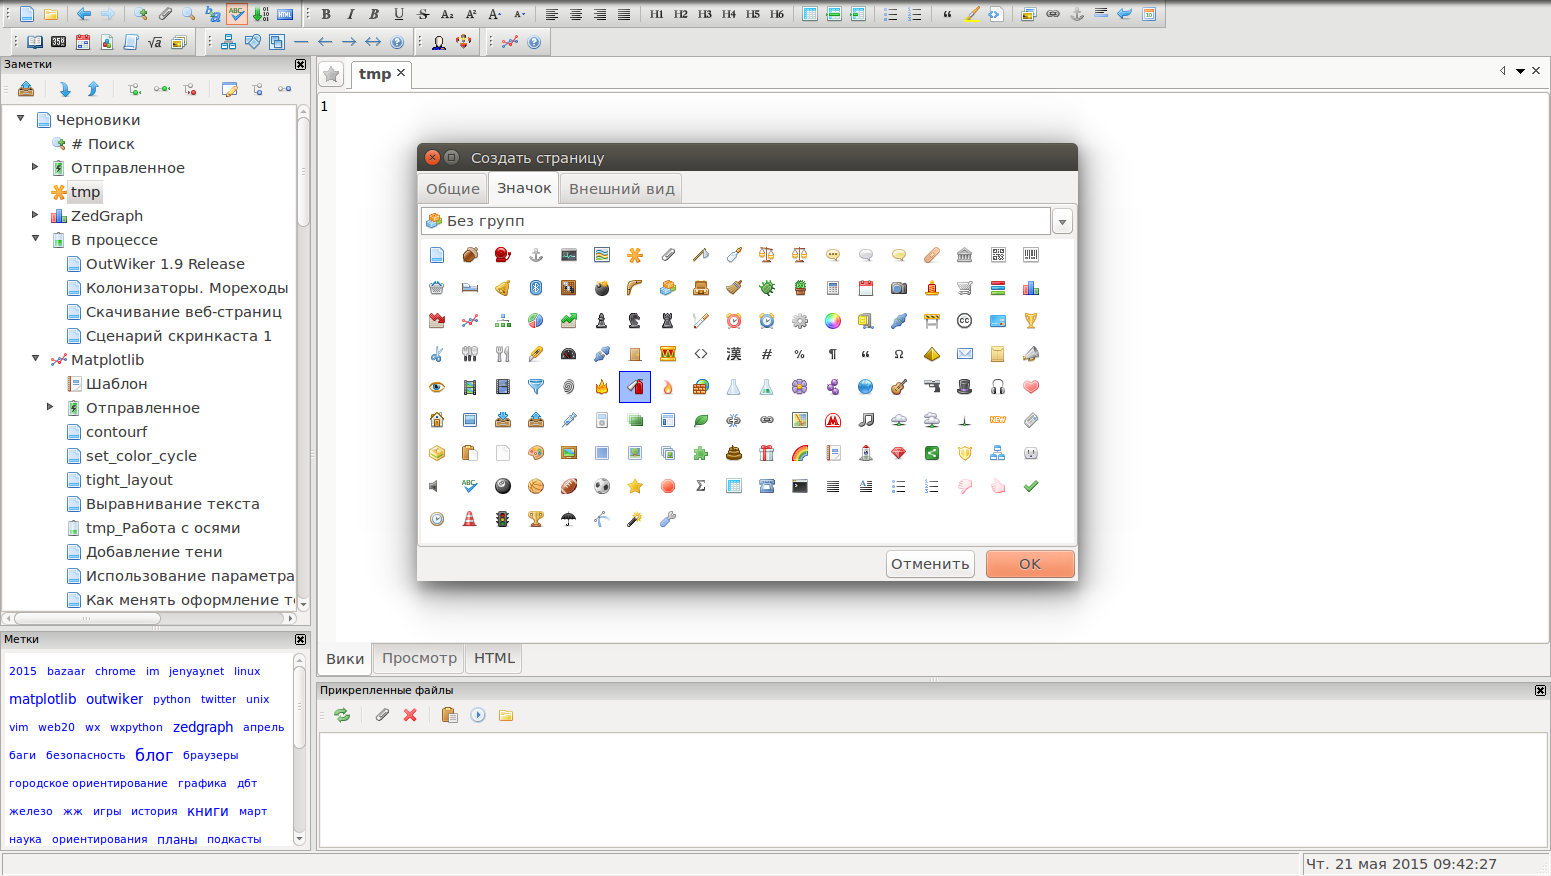 B I B U S A₂ A² A A H1 H2 H3 H4 H5 H6
Заметки
Черновики
# Поиск
Отправленное
tmp
ZedGraph
В процессе
OutWiker 1.9 Release
Колонизаторы. Мореходы
Скачивание веб-страниц
Сценарий скринкаста 1
Matplotlib
Шаблон
Отправленное
contourf
set_color_cycle
tight_layout
Выравнивание текста
tmp_Работа с осями
Добавление тени
Использование параметра
Как менять оформление т
Метки
2015 bazaar chrome im jenyay.net linux
matplotlib outwiker python twitter unix
vim web20 wx wxpython zedgraph апрель
баги безопасность блог браузеры
городское ориентирование графика дбт
железо жж игры история книги март
наука ориентирования планы подкасты
tmp
1
Создать страницу
Общие Значок Внешний вид
Без групп
Отменить OK
Вики Просмотр HTML
Прикрепленные файлы
Чт. 21 мая 2015 09:42:27